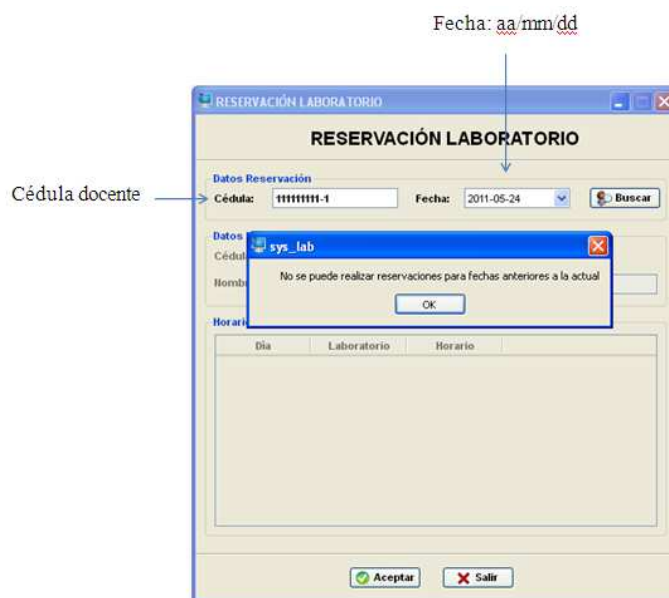 Fecha: aa/mm/dd
RESERVACIÓN LABORATORIO
RESERVACIÓN LABORATORIO
Datos Reservación
Cédula docente
Cédula: 111111111-1 Fecha: 2011-05-24 Buscar
Datos
sys_lab
Cédul
No se puede realizar reservaciones para fechas anteriores a la actual
Nomb
OK
Horari
Día Laboratorio Horario
Aceptar Salir